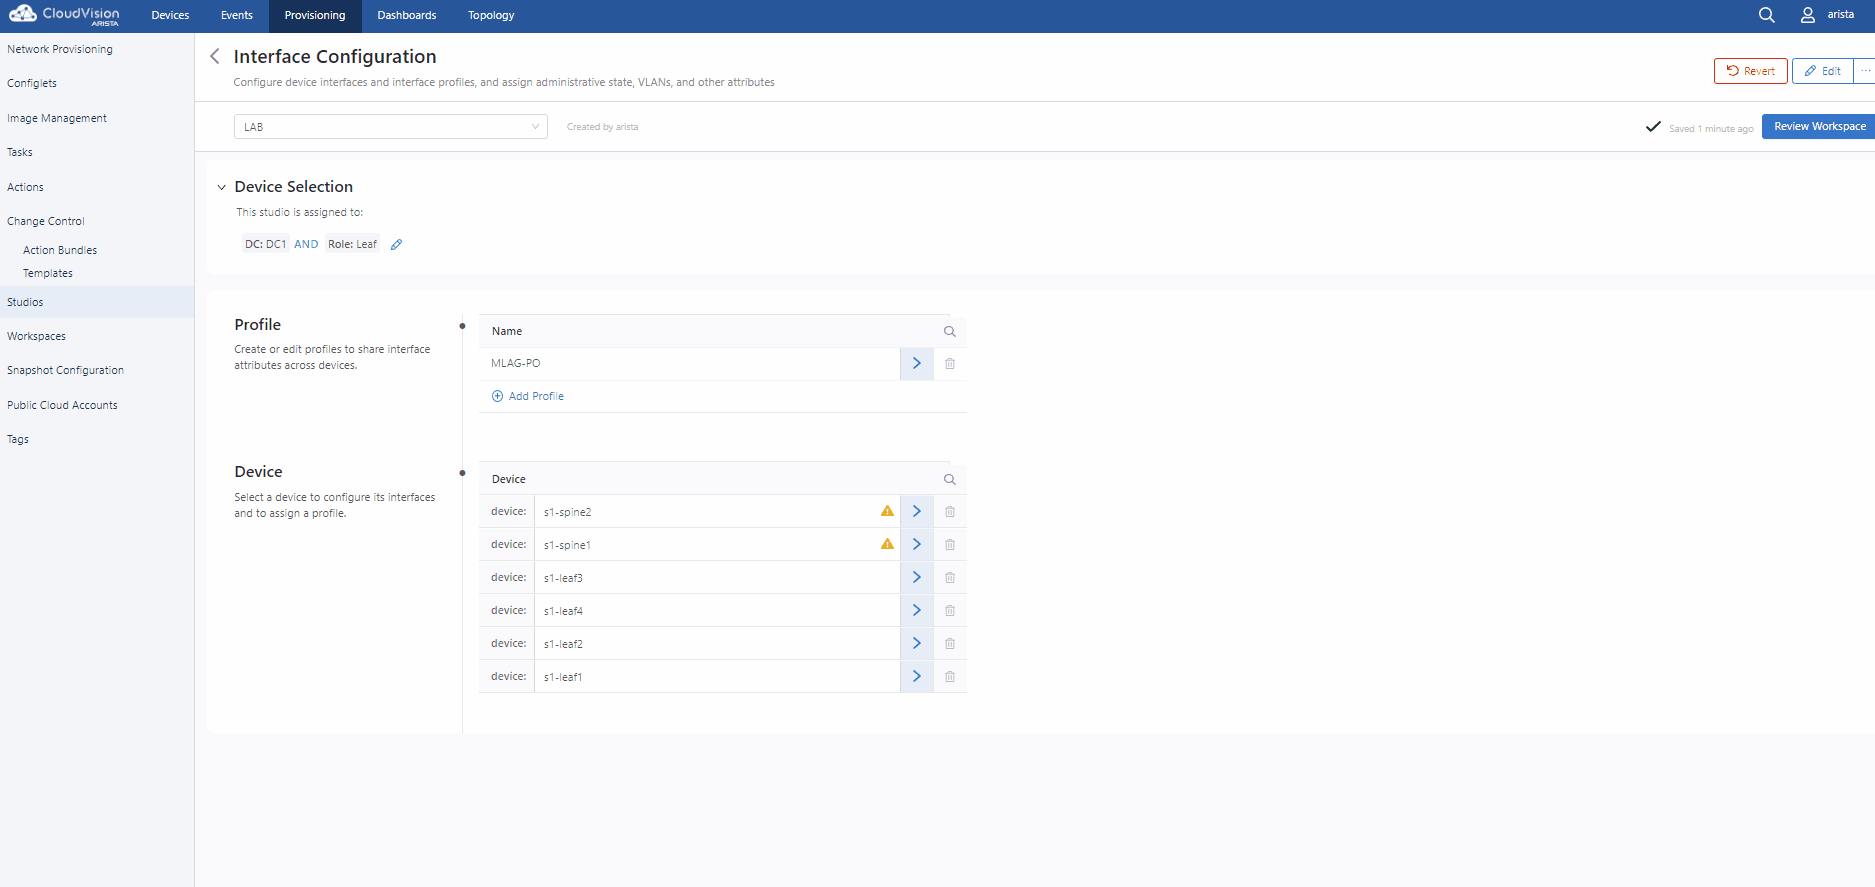 CloudVision
ARISTA
Devices
Events
Provisioning
Dashboards
Topology
arista
Network Provisioning
Configlets
Image Management
Tasks
Actions
Change Control
Action Bundles
Templates
Studios
Workspaces
Snapshot Configuration
Public Cloud Accounts
Tags
Interface Configuration
Configure device interfaces and interface profiles, and assign administrative state, VLANs, and other attributes
Revert
Edit
...
LAB
Created by arista
Saved 1 minute ago
Review Workspace
Device Selection
This studio is assigned to:
DC: DC1 AND Role: Leaf
Profile
Create or edit profiles to share interface
attributes across devices.
Name
MLAG-PO
Add Profile
Device
Select a device to configure its interfaces
and to assign a profile.
Device
device: s1-spine2
device: s1-spine1
device: s1-leaf3
device: s1-leaf4
device: s1-leaf2
device: s1-leaf1